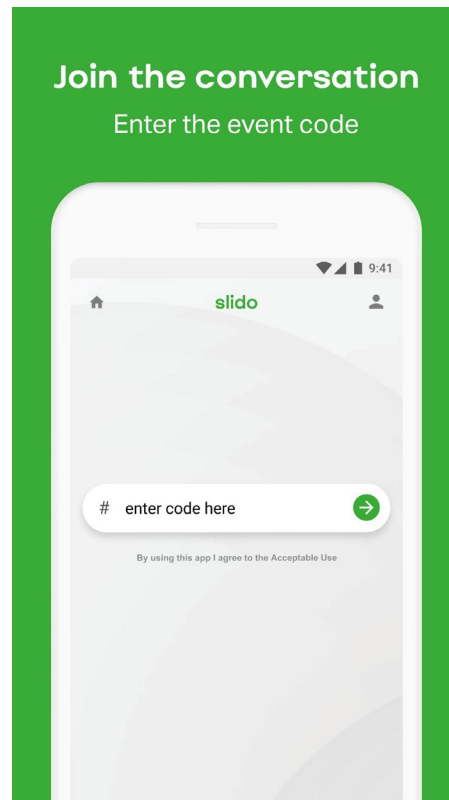 Join the conversation
Enter the event code
9:41
slido
# enter code here
By using this app I agree to the Acceptable Use